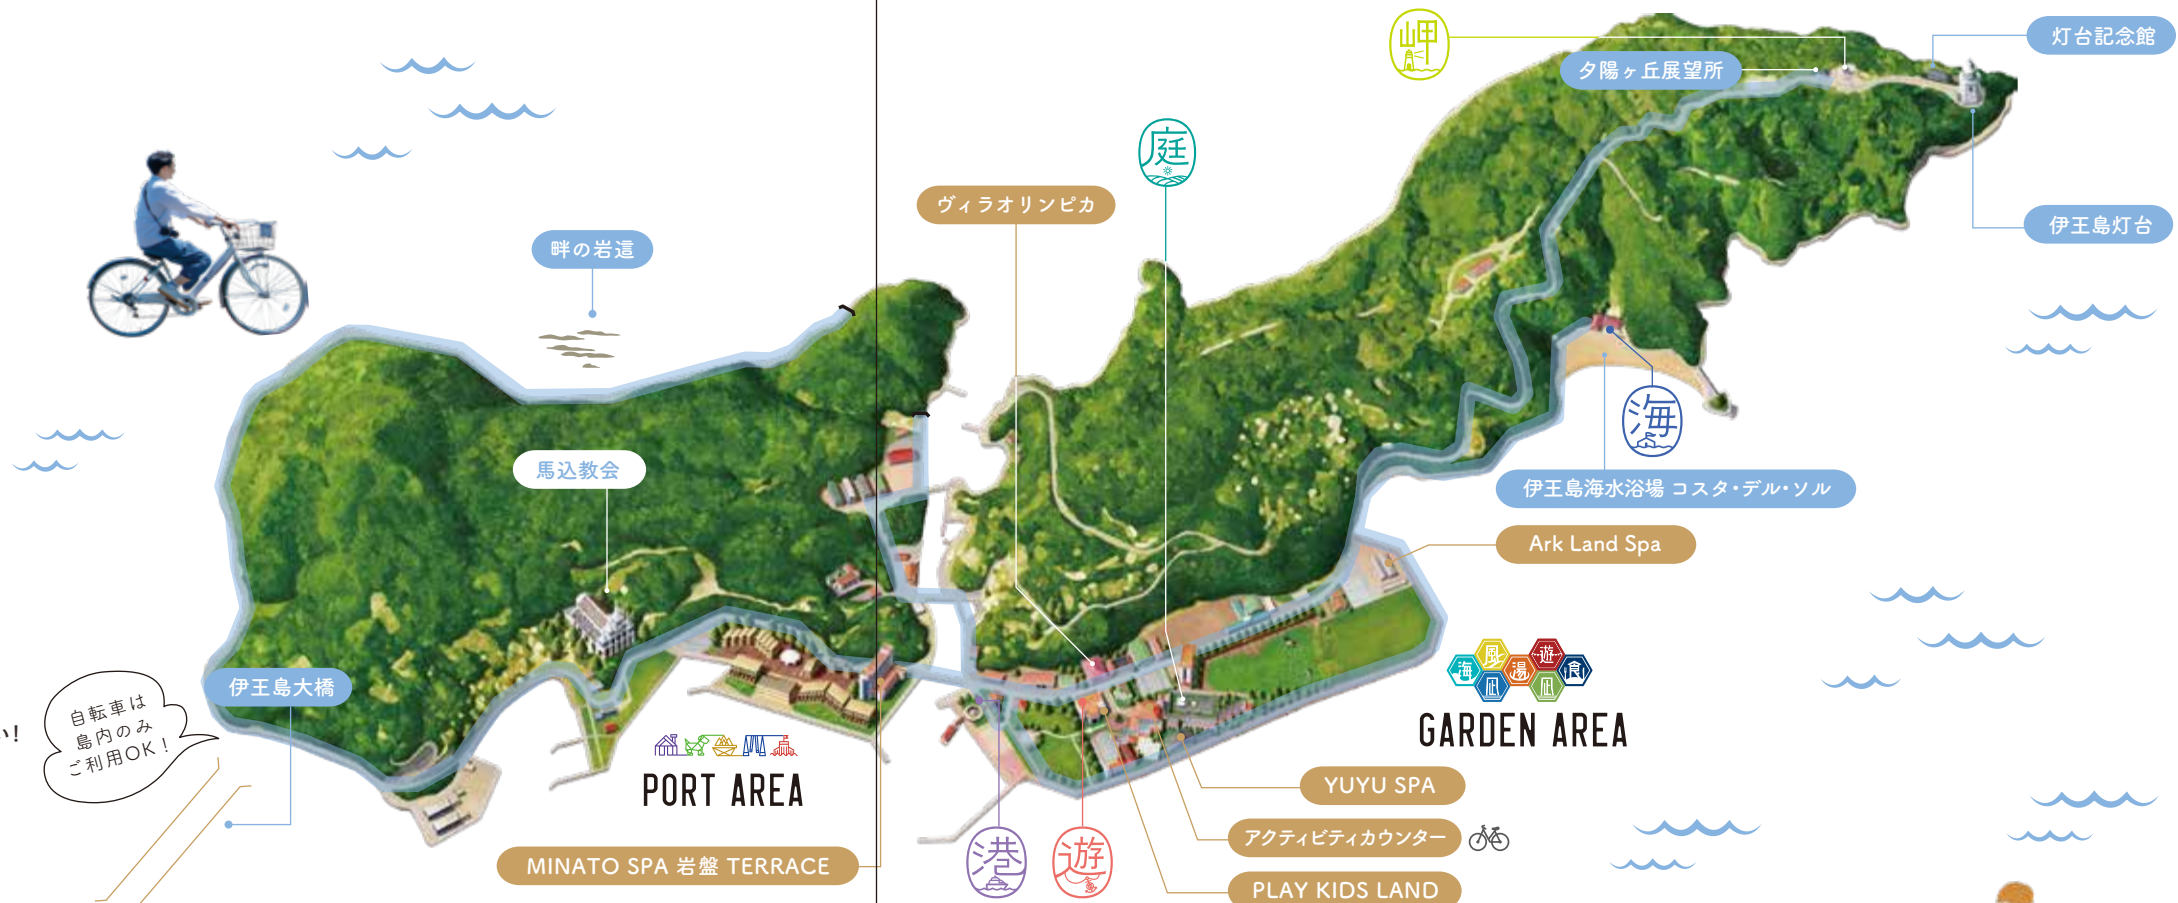 岬
灯台記念館
夕陽ヶ丘展望所
庭
ヴィラオリンピカ
伊王島灯台
畔の岩這
海
馬込教会
伊王島海水浴場 コスタ・デル・ソル
Ark Land Spa
伊王島大橋
自転車は
島内のみ
ご利用OK！
い！
海 風 湯 遊 食
凪 凪
GARDEN AREA
PORT AREA
YUYU SPA
アクティビティカウンター
MINATO SPA 岩盤 TERRACE
港
遊
PLAY KIDS LAND